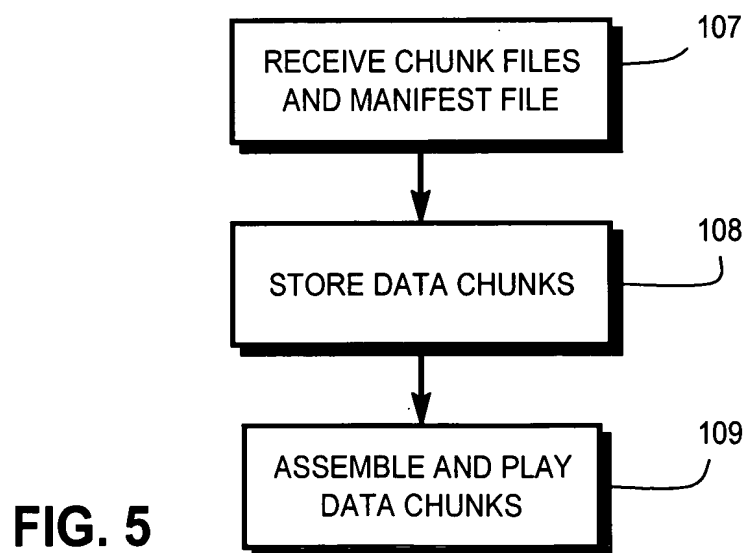 107
RECEIVE CHUNK FILES
AND MANIFEST FILE
108
STORE DATA CHUNKS
109
ASSEMBLE AND PLAY
DATA CHUNKS
FIG. 5